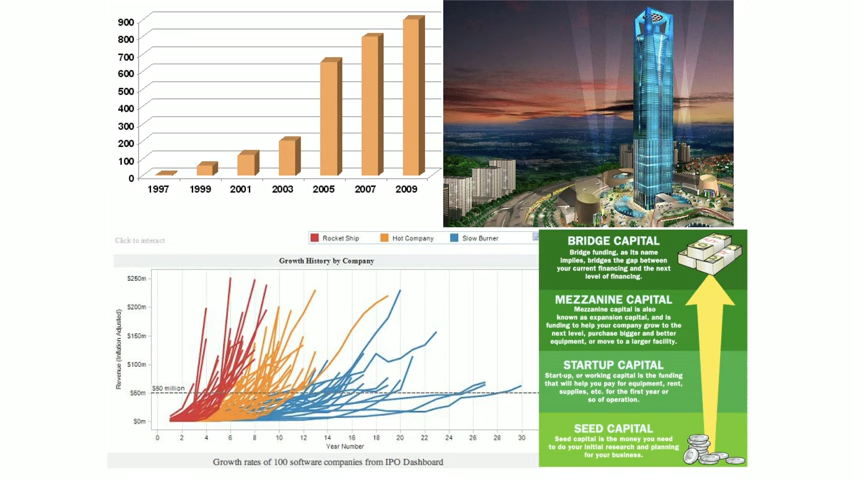 900
800
700
600
500
400
300
200
100
0
1997 1999 2001 2003 2005 2007 2009
Click to interact
Rocket Ship Hot Company Slow Burner
Growth History by Company
Revenue (Inflation Adjusted)
$250m
$200m
$150m
$100m
$50 million
$50m
$0m
0 2 4 6 8 10 12 14 16 18 20 22 24 26 28 30
Year Number
Growth rates of 100 software companies from IPO Dashboard
BRIDGE CAPITAL
Bridge funding, as its name
implies, bridges the gap between
your current financing and the next
level of financing.
MEZZANINE CAPITAL
Mezzanine capital is also
known as expansion capital, and is
funding to help your company grow to the
next level, purchase bigger and better
equipment, or move to a larger facility.
STARTUP CAPITAL
Start-up, or working capital is the funding
that will help you pay for equipment, rent,
supplies, etc. for the first year or
so of operation.
SEED CAPITAL
Seed capital is the money you need
to do your initial research and planning
for your business.